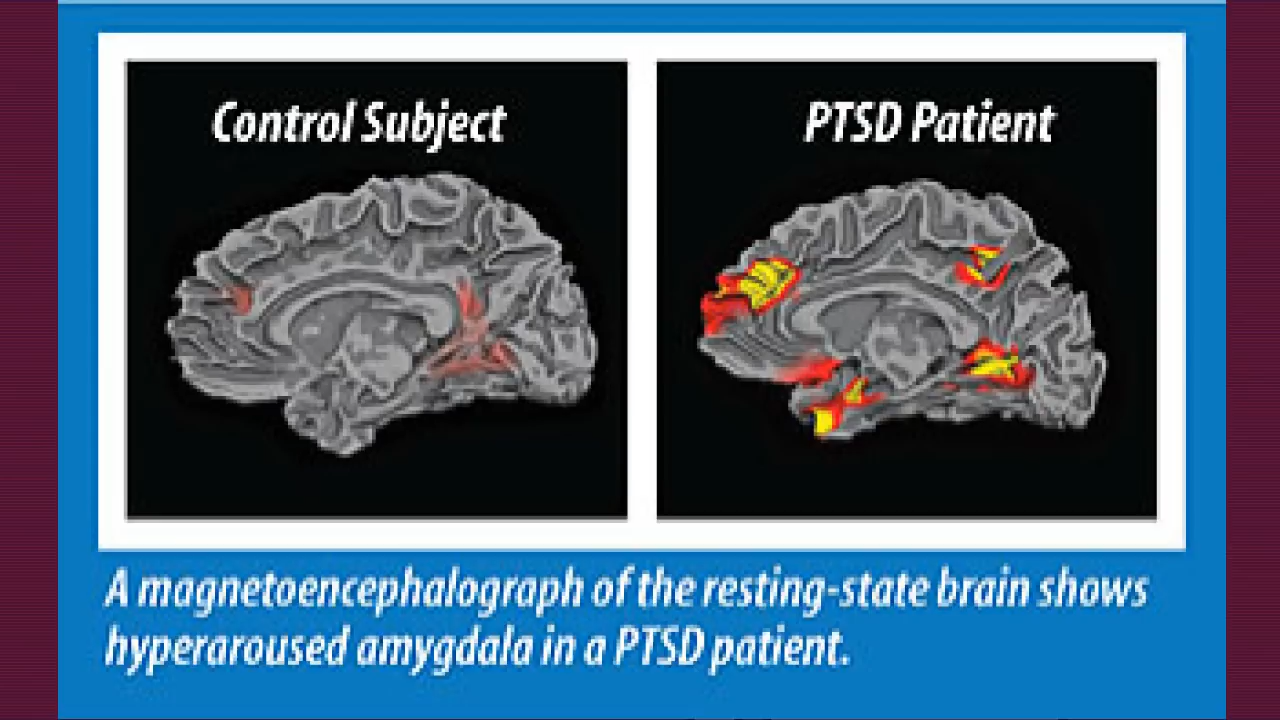 Control Subject
PTSD Patient
A magnetoencephalograph of the resting-state brain shows
hyperaroused amygdala in a PTSD patient.